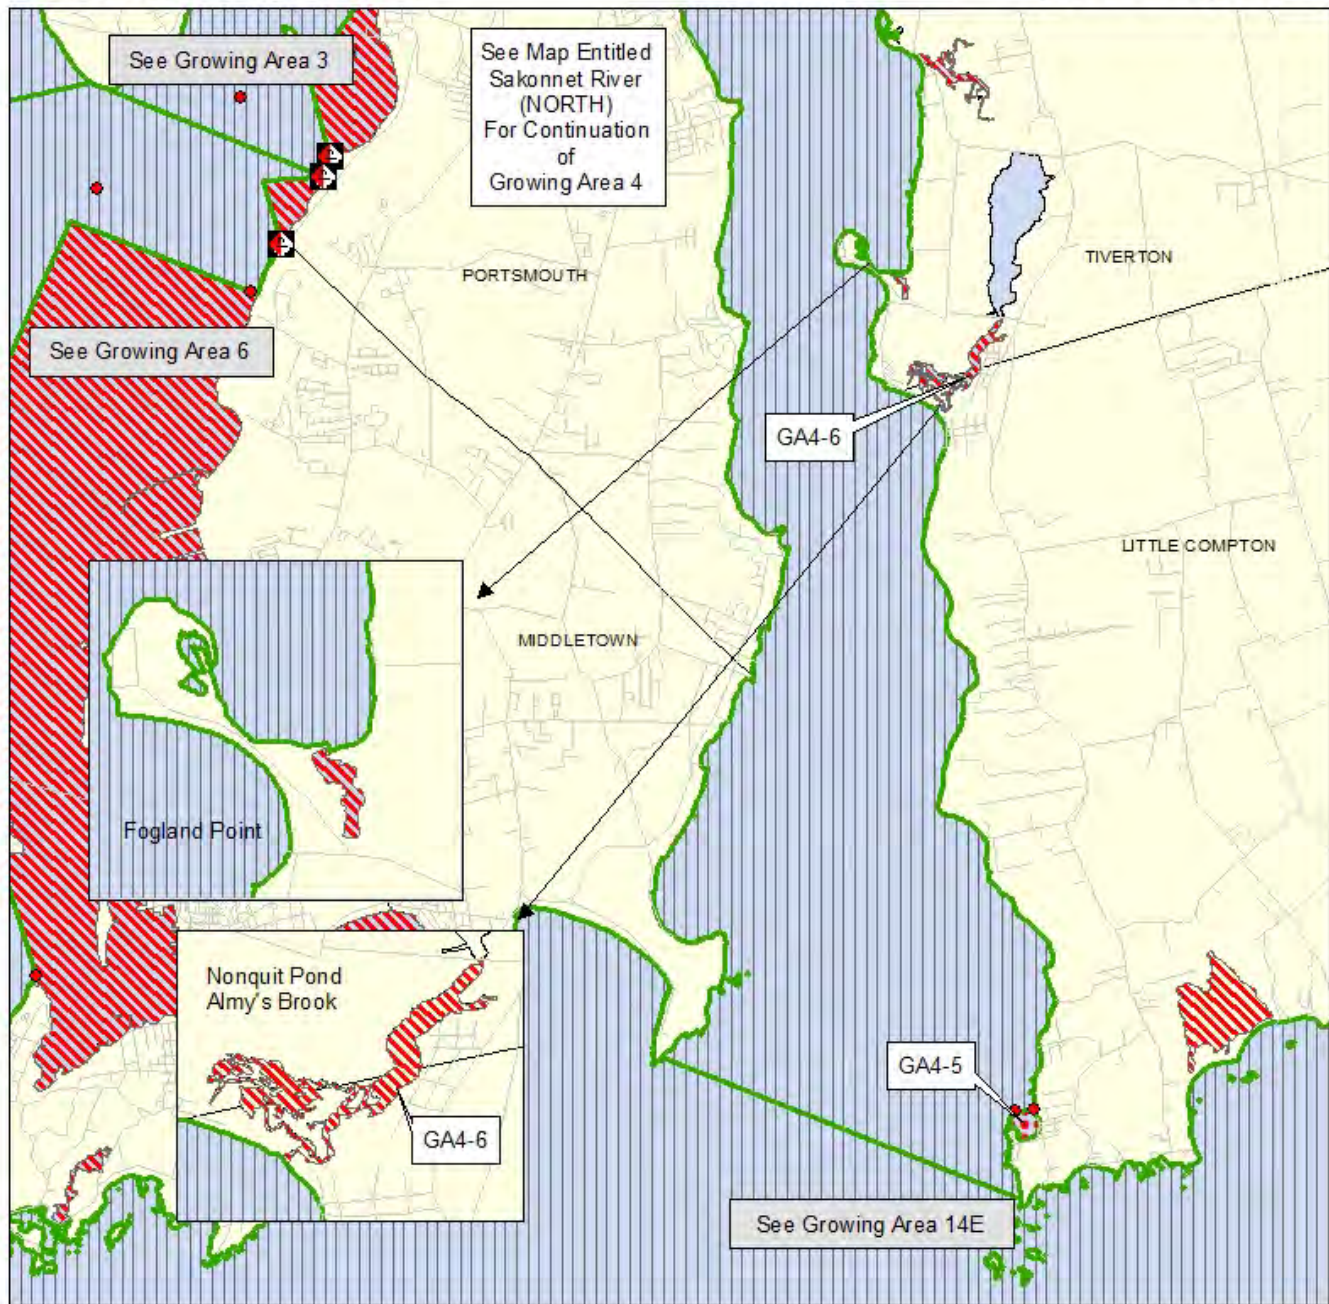 See Growing Area 3
See Map Entitled
Sakonnet River
(NORTH)
For Continuation
of
Growing Area 4
PORTSMOUTH
TIVERTON
See Growing Area 6
GA4-6
LITTLE COMPTON
MIDDLETOWN
Fogland Point
Nonquit Pond
Almy's Brook
GA4-6
GA4-5
See Growing Area 14E